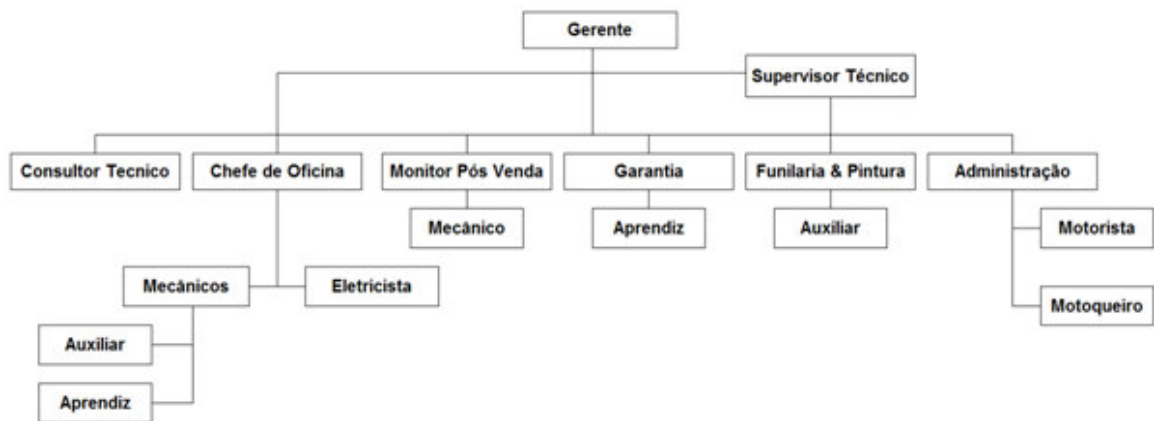 Gerente
Supervisor Técnico
Consultor Tecnico
Chefe de Oficina
Monitor Pós Venda
Garantia
Funilaria & Pintura
Administração
Mecânico
Aprendiz
Auxiliar
Motorista
Mecânicos
Eletricista
Motoqueiro
Auxiliar
Aprendiz